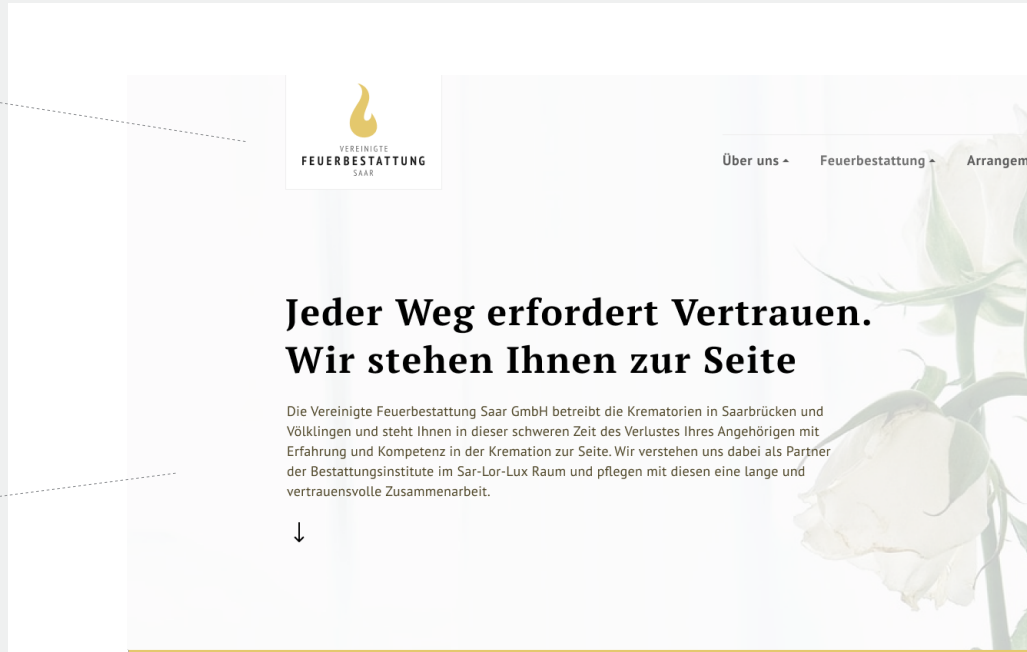 VEREINIGTE
FEUERBESTATTUNG
SAAR
Über uns
Feuerbestattung
Arrangem
Jeder Weg erfordert Vertrauen.
Wir stehen Ihnen zur Seite
Die Vereinigte Feuerbestattung Saar GmbH betreibt die Krematorien in Saarbrücken und
Völklingen und steht Ihnen in dieser schweren Zeit des Verlustes Ihres Angehörigen mit
Erfahrung und Kompetenz in der Kremation zur Seite. Wir verstehen uns dabei als Partner
der Bestattungsinstitute im Sar-Lor-Lux Raum und pflegen mit diesen eine lange und
vertrauensvolle Zusammenarbeit.